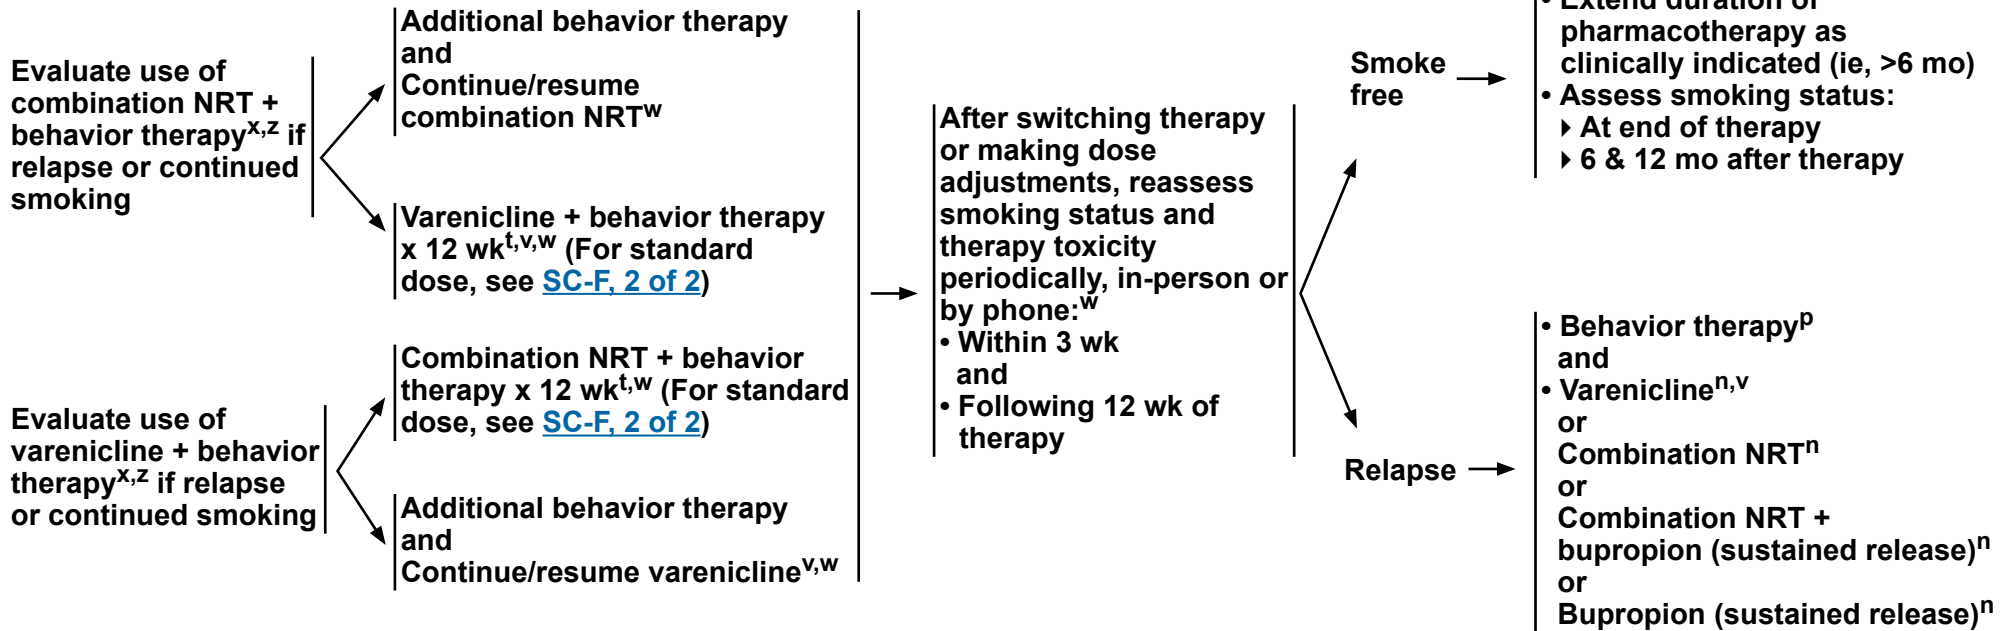 Evaluate use of
combination NRT +
behavior therapyx,z if
relapse or continued
smoking
Additional behavior therapy
and
Continue/resume
combination NRTw
Varenicline + behavior therapy
x 12 wkt,v,w (For standard
dose, see SC-F, 2 of 2)
Evaluate use of
varenicline + behavior
therapyx,z if relapse
or continued smoking
Combination NRT + behavior
therapy x 12 wkt,w (For standard
dose, see SC-F, 2 of 2)
Additional behavior therapy
and
Continue/resume vareniclinev,w
After switching therapy
or making dose
adjustments, reassess
smoking status and
therapy toxicity
periodically, in-person or
by phone:w
• Within 3 wk
and
• Following 12 wk of
therapy
Smoke
free
• Extend duration of
pharmacotherapy as
clinically indicated (ie, >6 mo)
• Assess smoking status:
▸ At end of therapy
▸ 6 & 12 mo after therapy
Relapse
• Behavior therapyp
and
• Vareniclinen,v
or
Combination NRTn
or
Combination NRT +
bupropion (sustained release)n
or
Bupropion (sustained release)n